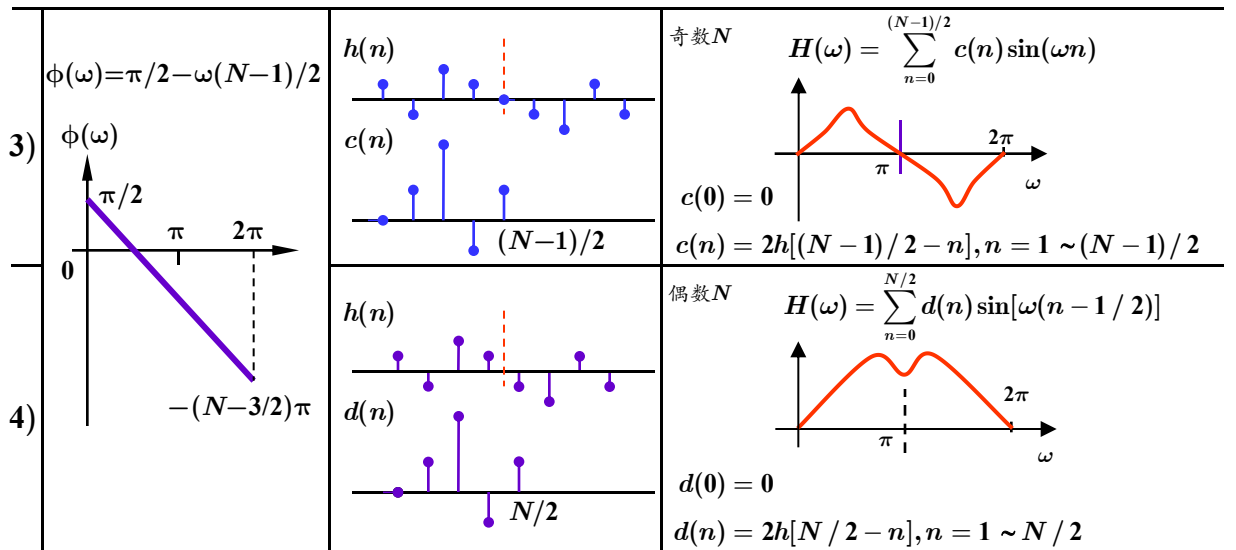 3)
ϕ(ω)=π/2−ω(N−1)/2
ϕ(ω)
π/2
π
2π
0
−(N−3/2)π
h(n)
c(n)
(N−1)/2
奇数N
H(ω) = ∑_{n=0}^{(N−1)/2} c(n) sin(ωn)
2π
π
ω
c(0) = 0
c(n) = 2h[(N − 1)/2 − n], n = 1 ~ (N − 1)/2
4)
h(n)
d(n)
N/2
偶数N
H(ω) = ∑_{n=0}^{N/2} d(n) sin[ω(n − 1 / 2)]
2π
π
ω
d(0) = 0
d(n) = 2h[N / 2 − n], n = 1 ~ N / 2